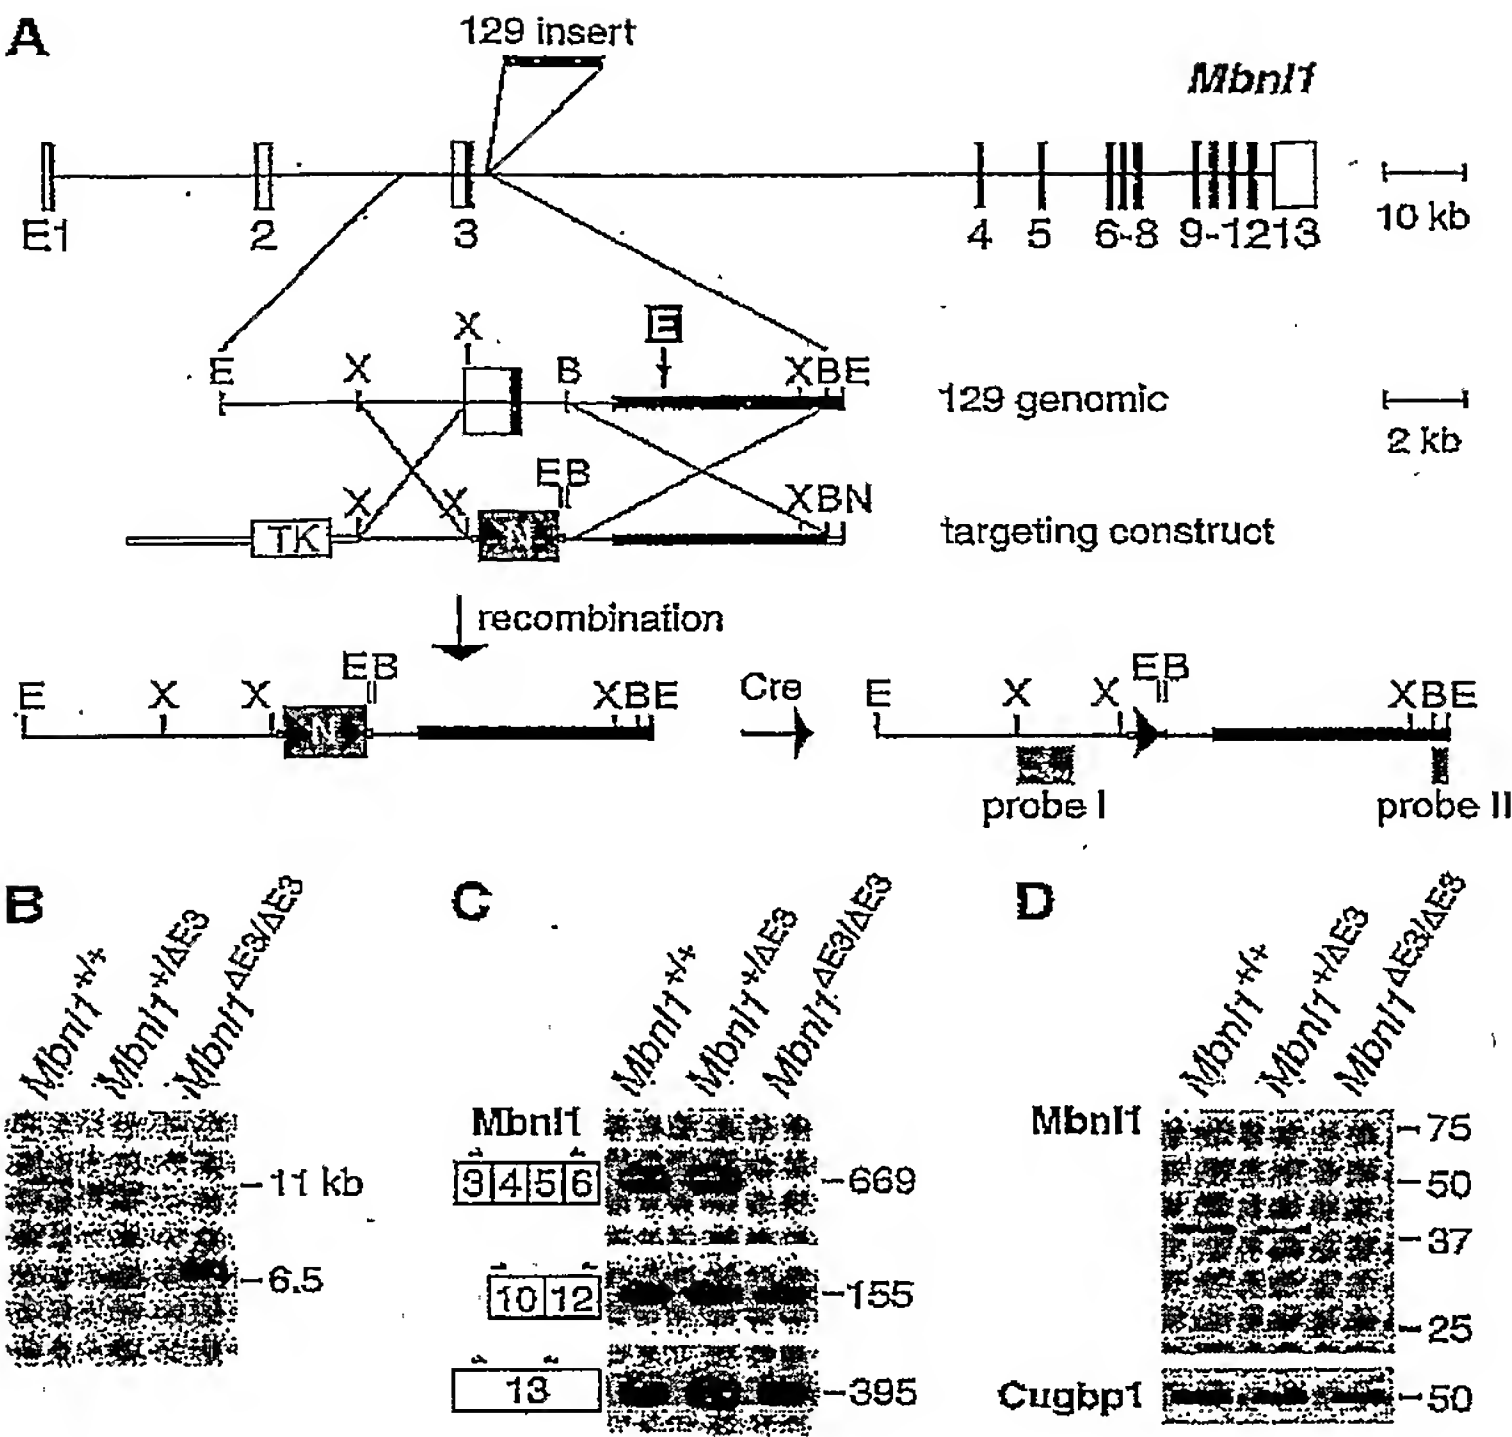 A
129 insert
Mbnl1
E1 2 3 4 5 6-8 9-1213 10 kb
X E
E X B XBE 129 genomic
2 kb
EB
X X XBN
TK N targeting construct
recombination
EB EB
E X X XBE Cre E X X XBE
N
probe I probe II
B C D
Mbnl1+/+ Mbnl1+/ΔE3 Mbnl1ΔE3/ΔE3
Mbnl1+/+ Mbnl1+/ΔE3 Mbnl1ΔE3/ΔE3
Mbnl1+/+ Mbnl1+/ΔE3 Mbnl1ΔE3/ΔE3
11 kb
6.5
Mbnl1
3 4 5 6 669
10 12 155
13 395
Mbnl1 75
50
37
25
Cugbp1 50